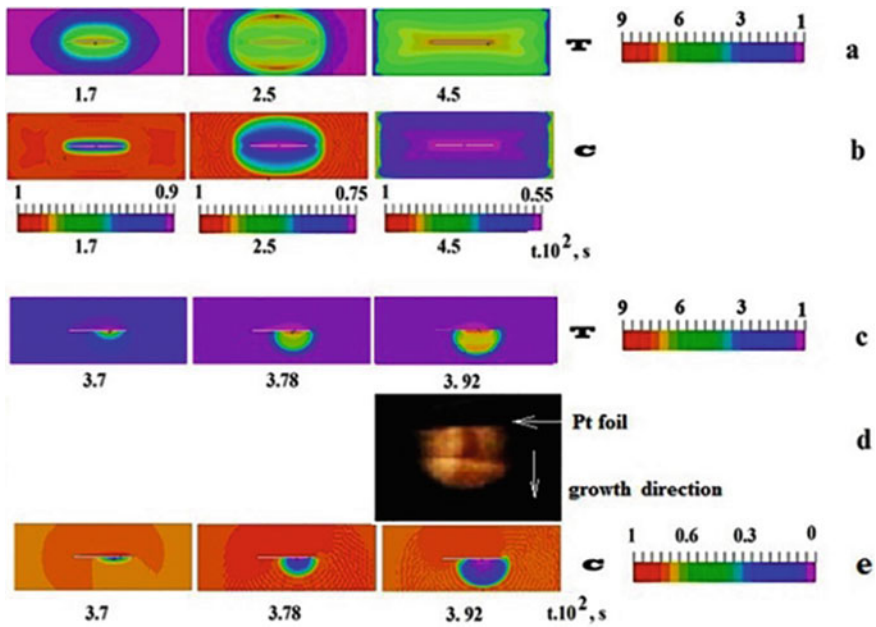 9 6 3 1
T a
1.7 2.5 4.5
c b
1 0.9 1 0.75 1 0.55
1.7 2.5 4.5 t.10², s
9 6 3 1
T c
3.7 3.78 3. 92
Pt foil
d
growth direction
1 0.6 0.3 0
c e
3.7 3.78 3. 92 t.10², s